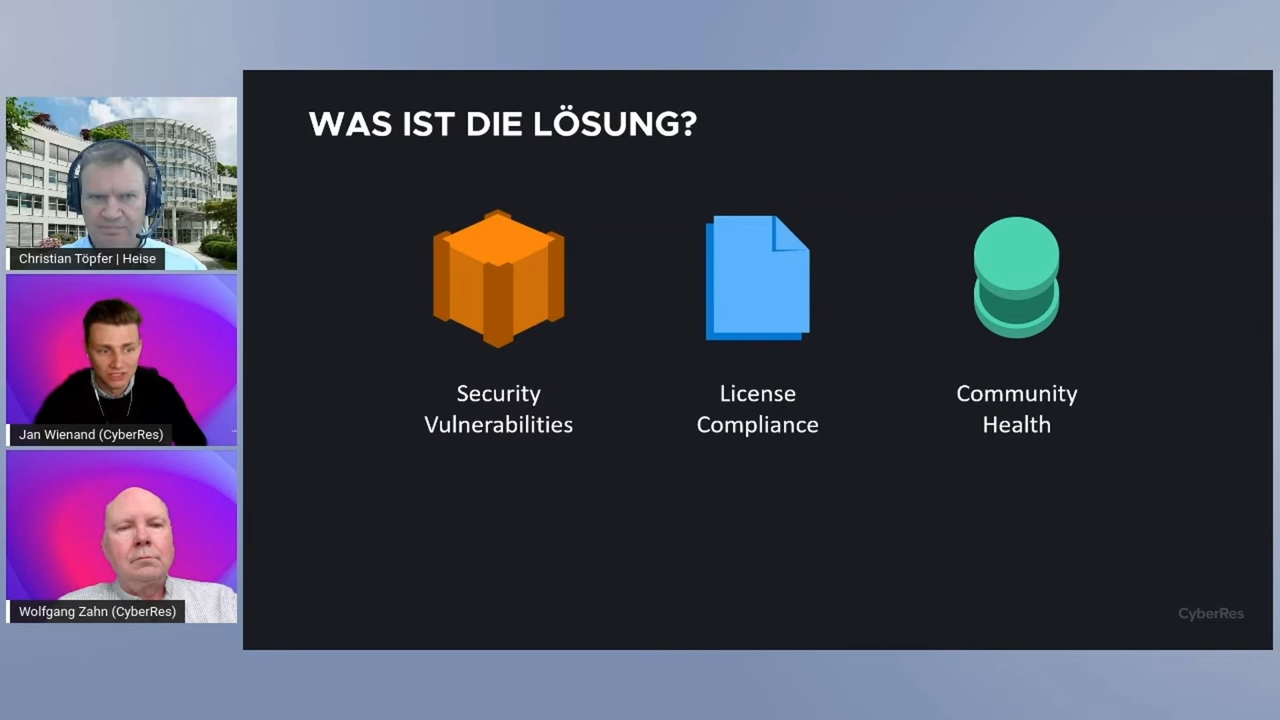 WAS IST DIE LÖSUNG?
Christian Töpfer | Heise
Jan Wienand (CyberRes)
Wolfgang Zahn (CyberRes)
Security
Vulnerabilities
License
Compliance
Community
Health
CyberRes